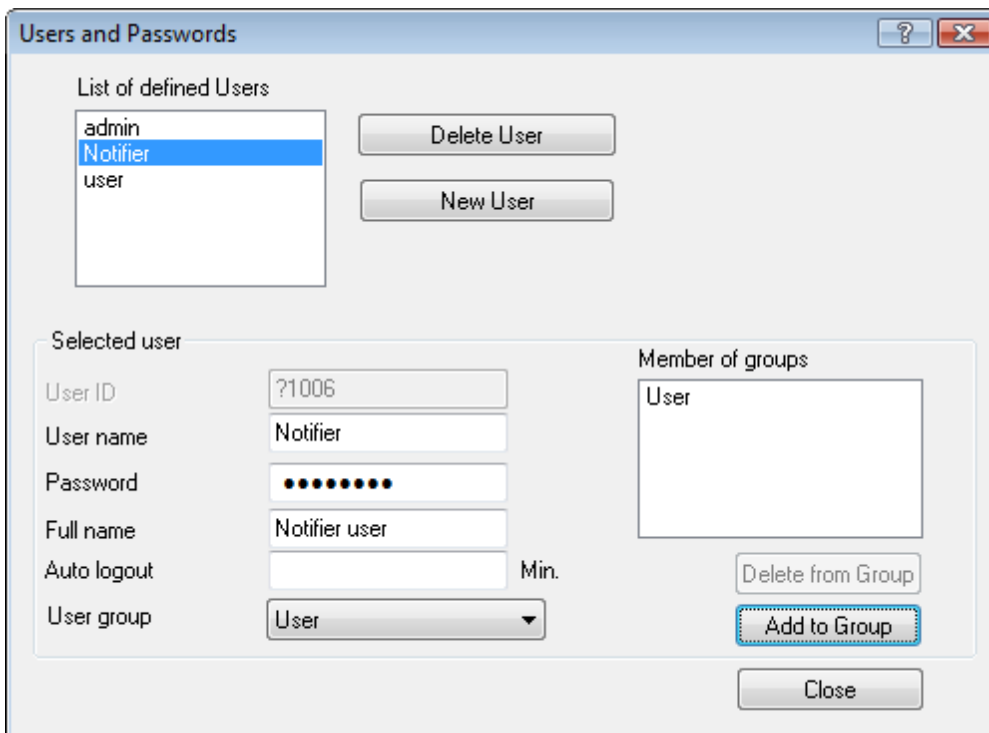 Users and Passwords
?
List of defined Users
admin
Notifier
user
Delete User
New User
Selected user
User ID
?1006
User name
Notifier
Password
●●●●●●●●
Full name
Notifier user
Auto logout
Min.
User group
User
Member of groups
User
Delete from Group
Add to Group
Close